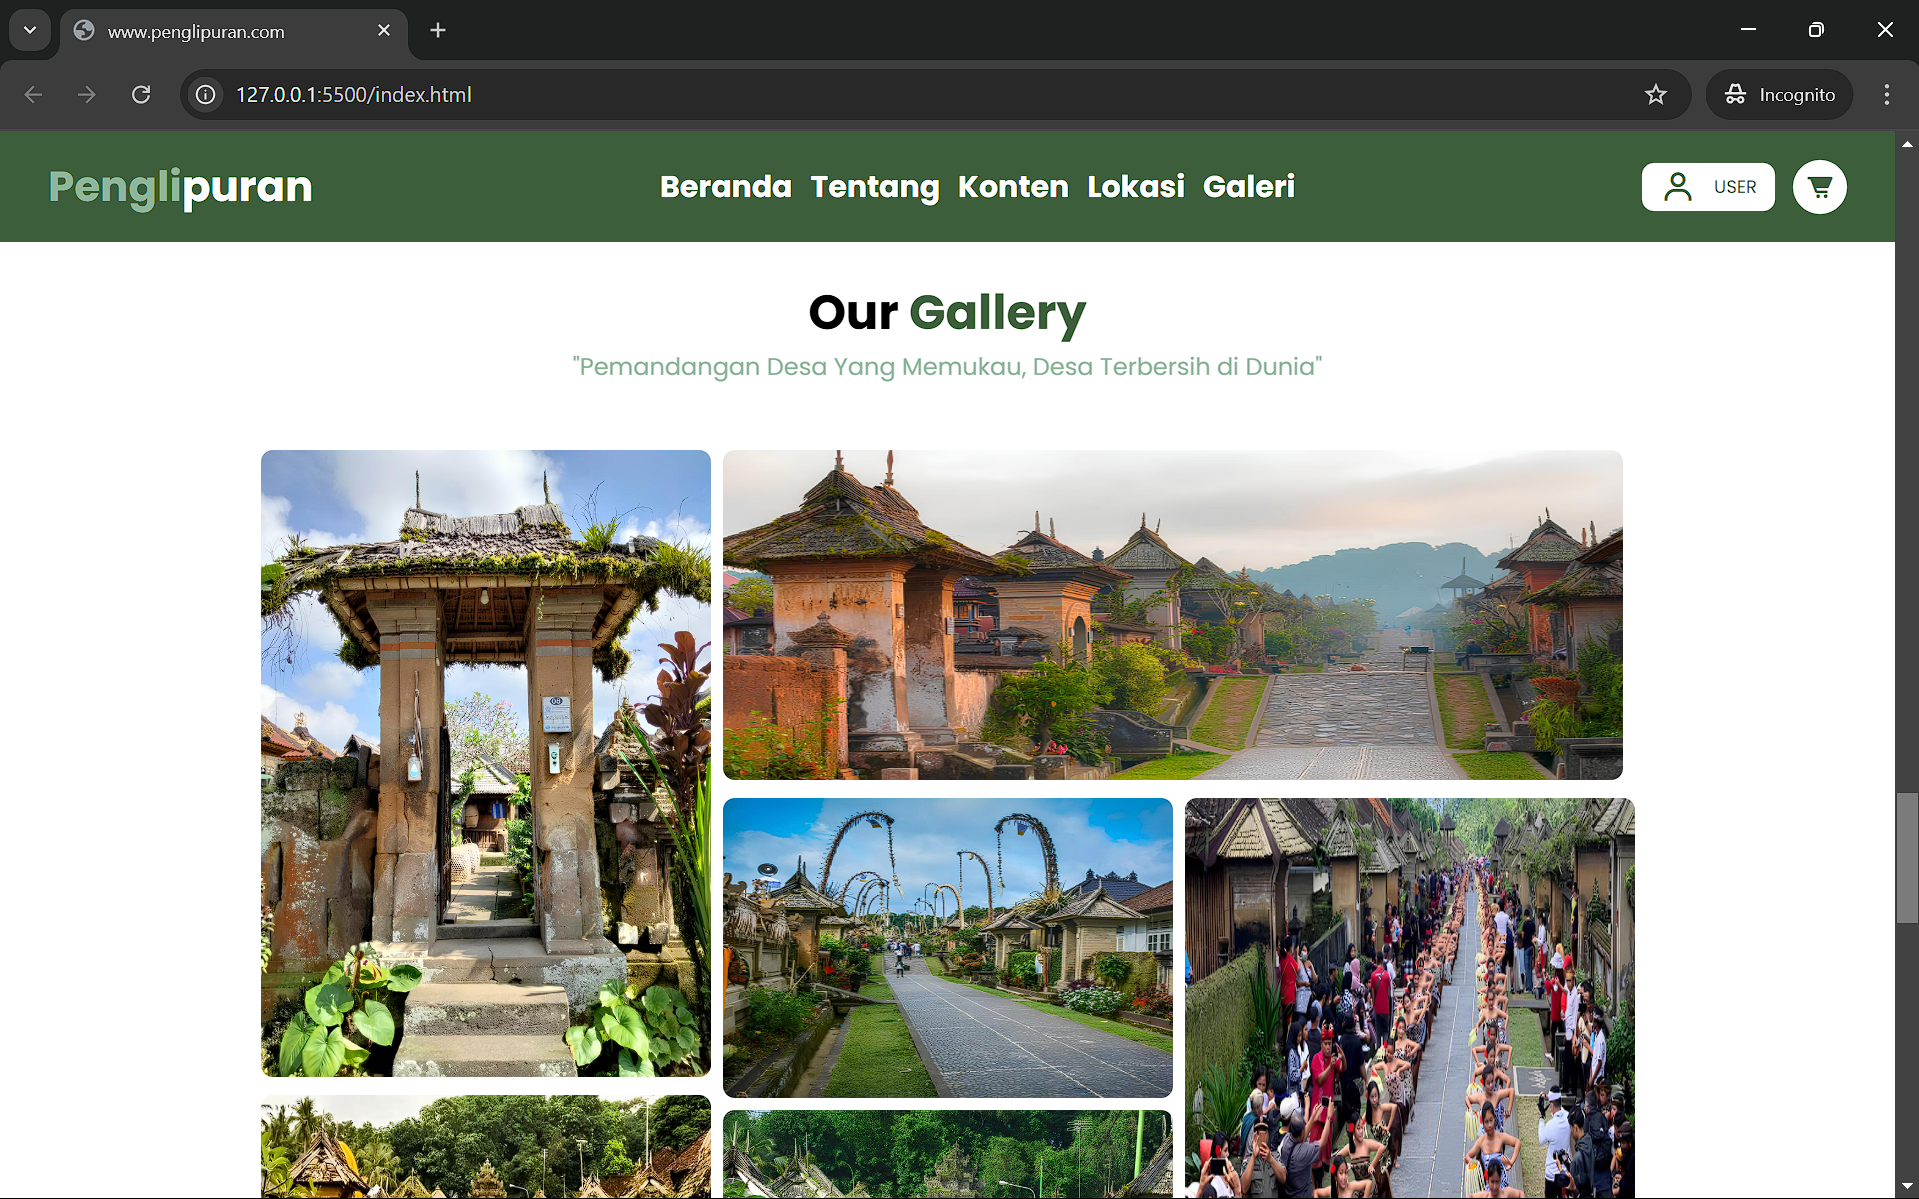 www.penglipuran.com
127.0.0.1:5500/index.html
Incognito
Penglipuran
Beranda Tentang Konten Lokasi Galeri
USER
Our Gallery
"Pemandangan Desa Yang Memukau, Desa Terbersih di Dunia"